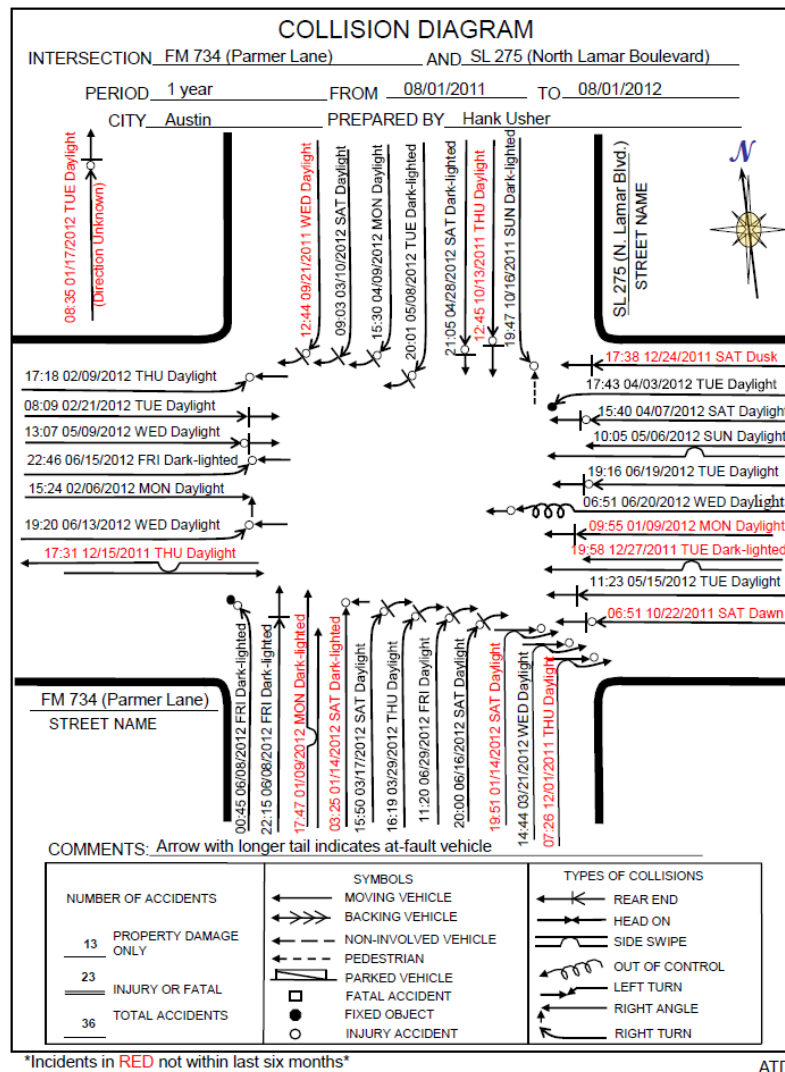 COLLISION DIAGRAM
INTERSECTION FM 734 (Parmer Lane) AND SL 275 (North Lamar Boulevard)
PERIOD 1 year FROM 08/01/2011 TO 08/01/2012
CITY Austin PREPARED BY Hank Usher
08:35 01/17/2012 TUE Daylight
(Direction Unknown)
12:44 09/21/2011 WED Daylight
09:03 03/10/2012 SAT Daylight
15:30 04/09/2012 MON Daylight
20:01 05/08/2012 TUE Dark-lighted
21:05 04/28/2012 SAT Dark-lighted
12:45 10/13/2011 THU Daylight
19:47 10/16/2011 SUN Dark-lighted
SL 275 (N. Lamar Blvd.)
STREET NAME
N
17:18 02/09/2012 THU Daylight
08:09 02/21/2012 TUE Daylight
13:07 05/09/2012 WED Daylight
22:46 06/15/2012 FRI Dark-lighted
15:24 02/06/2012 MON Daylight
19:20 06/13/2012 WED Daylight
17:31 12/15/2011 THU Daylight
17:38 12/24/2011 SAT Dusk
17:43 04/03/2012 TUE Daylight
15:40 04/07/2012 SAT Daylight
10:05 05/06/2012 SUN Daylight
19:16 06/19/2012 TUE Daylight
06:51 06/20/2012 WED Daylight
09:55 01/09/2012 MON Daylight
19:58 12/27/2011 TUE Dark-lighted
11:23 05/15/2012 TUE Daylight
06:51 10/22/2011 SAT Dawn
FM 734 (Parmer Lane)
STREET NAME
00:45 06/08/2012 FRI Dark-lighted
22:15 06/08/2012 FRI Dark-lighted
17:47 01/09/2012 MON Dark-lighted
03:25 01/14/2012 SAT Dark-lighted
15:50 03/17/2012 SAT Daylight
16:19 03/29/2012 THU Daylight
11:20 06/29/2012 FRI Daylight
20:00 06/16/2012 SAT Daylight
19:51 01/14/2012 SAT Daylight
14:44 03/21/2012 WED Daylight
07:26 12/01/2011 THU Daylight
COMMENTS: Arrow with longer tail indicates at-fault vehicle
NUMBER OF ACCIDENTS
13 PROPERTY DAMAGE
ONLY
23
INJURY OR FATAL
36 TOTAL ACCIDENTS
SYMBOLS
MOVING VEHICLE
BACKING VEHICLE
NON-INVOLVED VEHICLE
PEDESTRIAN
PARKED VEHICLE
FATAL ACCIDENT
FIXED OBJECT
INJURY ACCIDENT
TYPES OF COLLISIONS
REAR END
HEAD ON
SIDE SWIPE
OUT OF CONTROL
LEFT TURN
RIGHT ANGLE
RIGHT TURN
*Incidents in RED not within last six months*